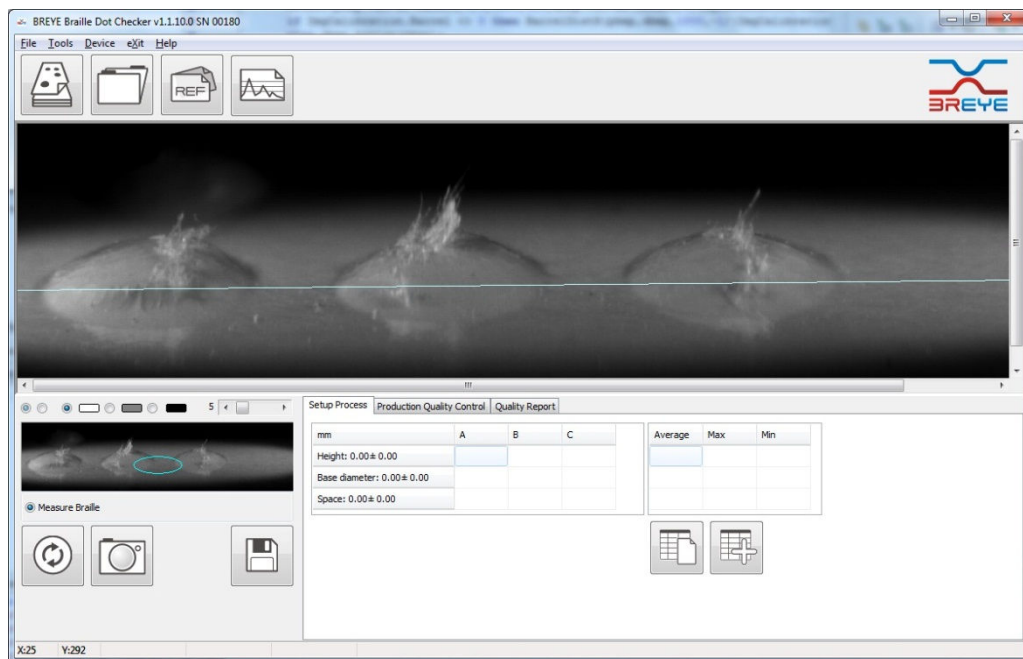 BREYE Braille Dot Checker v1.1.10.0 SN 00180
File Tools Device eXit Help
REF
BREYE
5
Setup Process Production Quality Control Quality Report
mm A B C Average Max Min
Height: 0.00± 0.00
Base diameter: 0.00± 0.00
Space: 0.00± 0.00
Measure Braille
X:25 Y:292